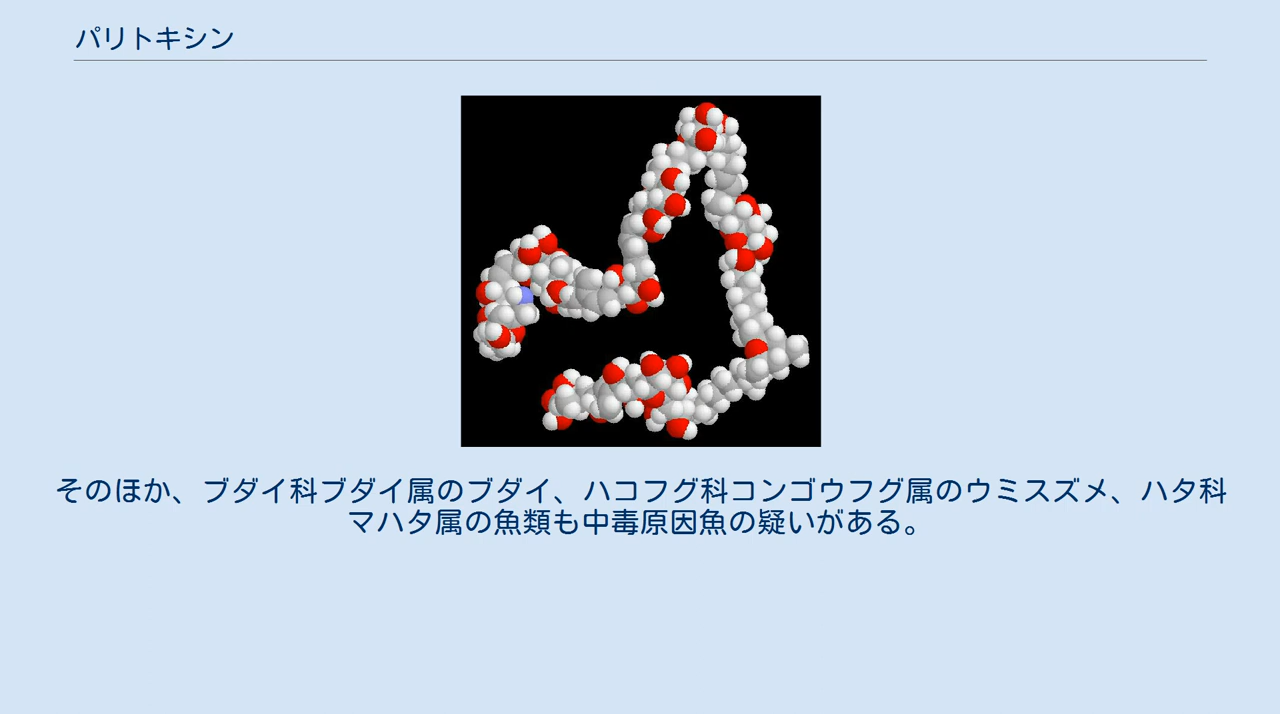 パリトキシン
そのほか、ブダイ科ブダイ属のブダイ、ハコフグ科コンゴウフグ属のウミスズメ、ハタ科
マハタ属の魚類も中毒原因魚の疑いがある。